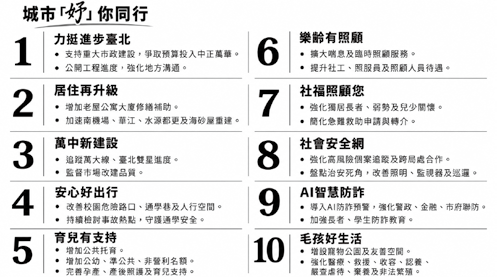 城市「妤」你同行
1 力挺進步臺北
• 支持重大市政建設，爭取預算投入中正萬華。
• 公開工程進度，強化地方溝通。
2 居住再升級
• 增加老屋公寓大廈修繕補助。
• 加速南機場、華江、水源都更及海砂屋重建。
3 萬中新建設
• 追蹤萬大線、臺北雙星進度。
• 監督市場改建品質。
4 安心好出行
• 改善校園危險路口、通學巷及人行空間。
• 持續檢討事故熱點，守護通學安全。
5 育兒有支持
• 增加公共托育。
• 增加公幼、準公共、非營利名額。
• 完善孕產、產後照護及育兒支持。
6 樂齡有照顧
• 擴大喘息及臨時照顧服務。
• 提升社工、照服員及照顧人員待遇。
7 社福照顧您
• 強化獨居長者、弱勢及兒少關懷。
• 簡化急難救助申請與轉介。
8 社會安全網
• 強化高風險個案追蹤及跨局處合作。
• 盤點治安死角，改善照明、監視器及巡邏。
9 AI智慧防詐
• 導入AI防詐預警，強化警政、金融、市府聯防。
• 加強長者、學生防詐教育。
10 毛孩好生活
• 增設寵物公園及友善空間。
• 強化醫療、救援、收容、認養、
嚴查虐待、棄養及非法繁殖。